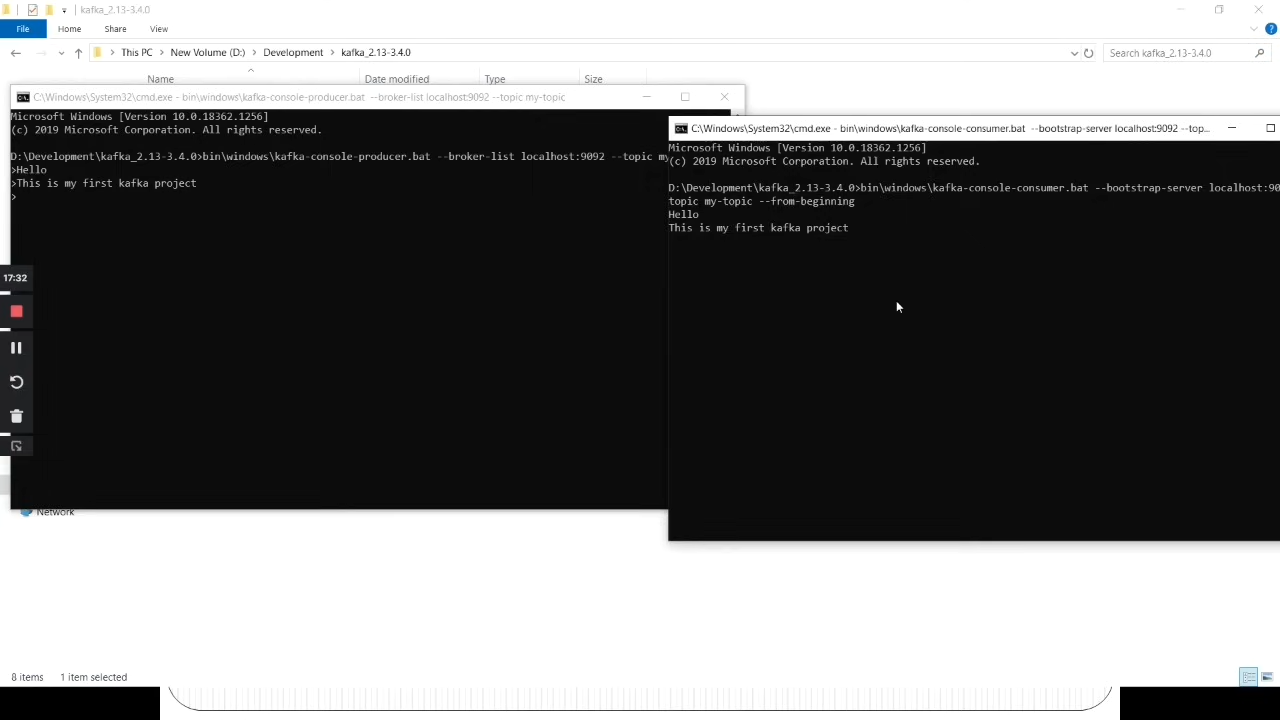 kafka_2.13-3.4.0
File Home Share View
This PC New Volume (D:) Development kafka_2.13-3.4.0 Search kafka_2.13-3.4.0
Name Date modified Type Size
C:\Windows\System32\cmd.exe - bin\windows\kafka-console-producer.bat --broker-list localhost:9092 --topic my-topic
Microsoft Windows [Version 10.0.18362.1256]
(c) 2019 Microsoft Corporation. All rights reserved.
D:\Development\kafka_2.13-3.4.0>bin\windows\kafka-console-producer.bat --broker-list localhost:9092 --topic my
>Hello
>This is my first kafka project
>
C:\Windows\System32\cmd.exe - bin\windows\kafka-console-consumer.bat --bootstrap-server localhost:9092 --top...
Microsoft Windows [Version 10.0.18362.1256]
(c) 2019 Microsoft Corporation. All rights reserved.
D:\Development\kafka_2.13-3.4.0>bin\windows\kafka-console-consumer.bat --bootstrap-server localhost:90
topic my-topic --from-beginning
Hello
This is my first kafka project
17:32
Network
8 items 1 item selected